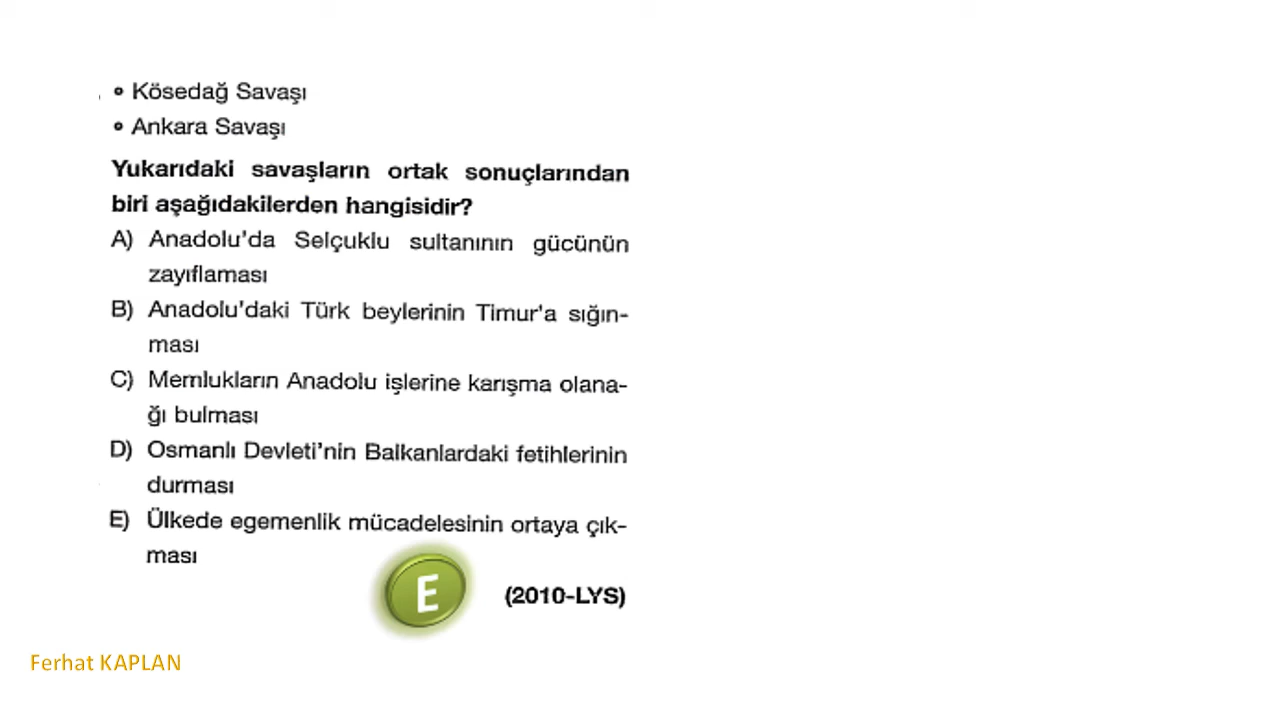 • Kösedağ Savaşı
• Ankara Savaşı
Yukarıdaki savaşların ortak sonuçlarından
biri aşağıdakilerden hangisidir?
A) Anadolu'da Selçuklu sultanının gücünün
zayıflaması
B) Anadolu'daki Türk beylerinin Timur'a sığın-
ması
C) Memlukların Anadolu işlerine karışma olana-
ğı bulması
D) Osmanlı Devleti'nin Balkanlardaki fetihlerinin
durması
E) Ülkede egemenlik mücadelesinin ortaya çık-
ması
E
(2010-LYS)
Ferhat KAPLAN